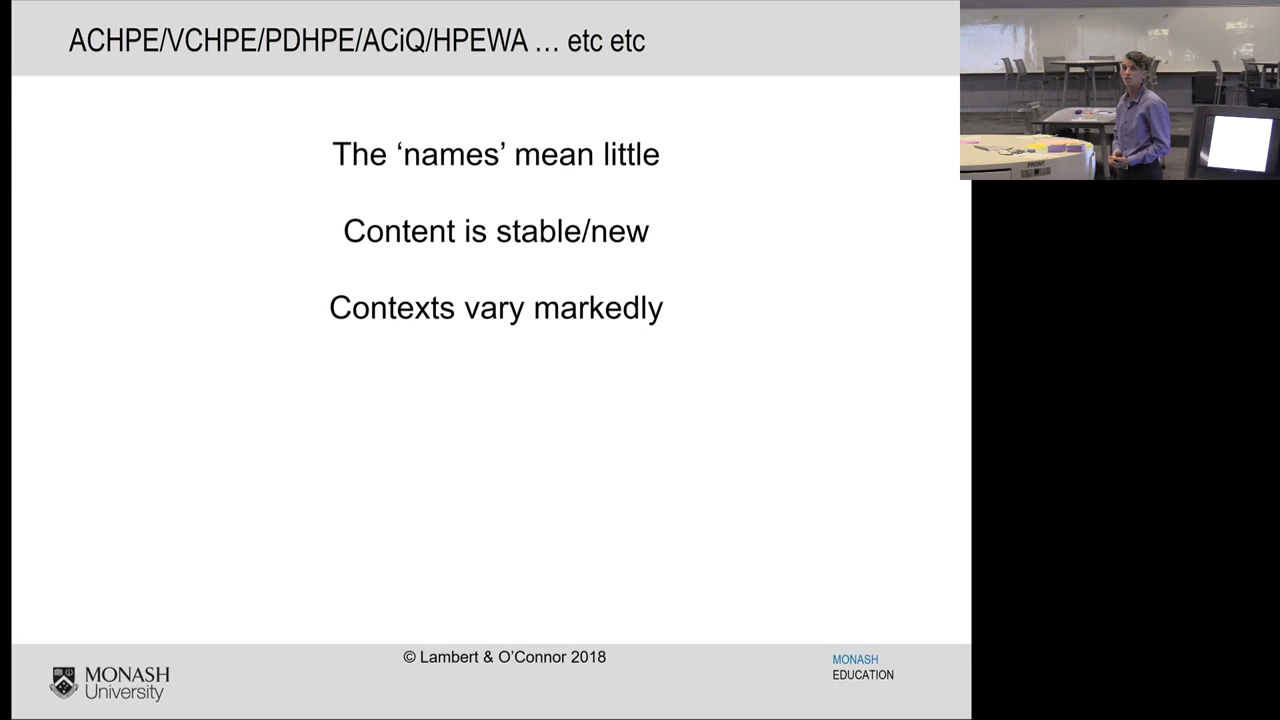 ACHPE/VCHPE/PDHPE/ACiQ/HPEWA … etc etc
The ‘names’ mean little
Content is stable/new
Contexts vary markedly
© Lambert & O’Connor 2018
MONASH
University
MONASH
EDUCATION
FRONT